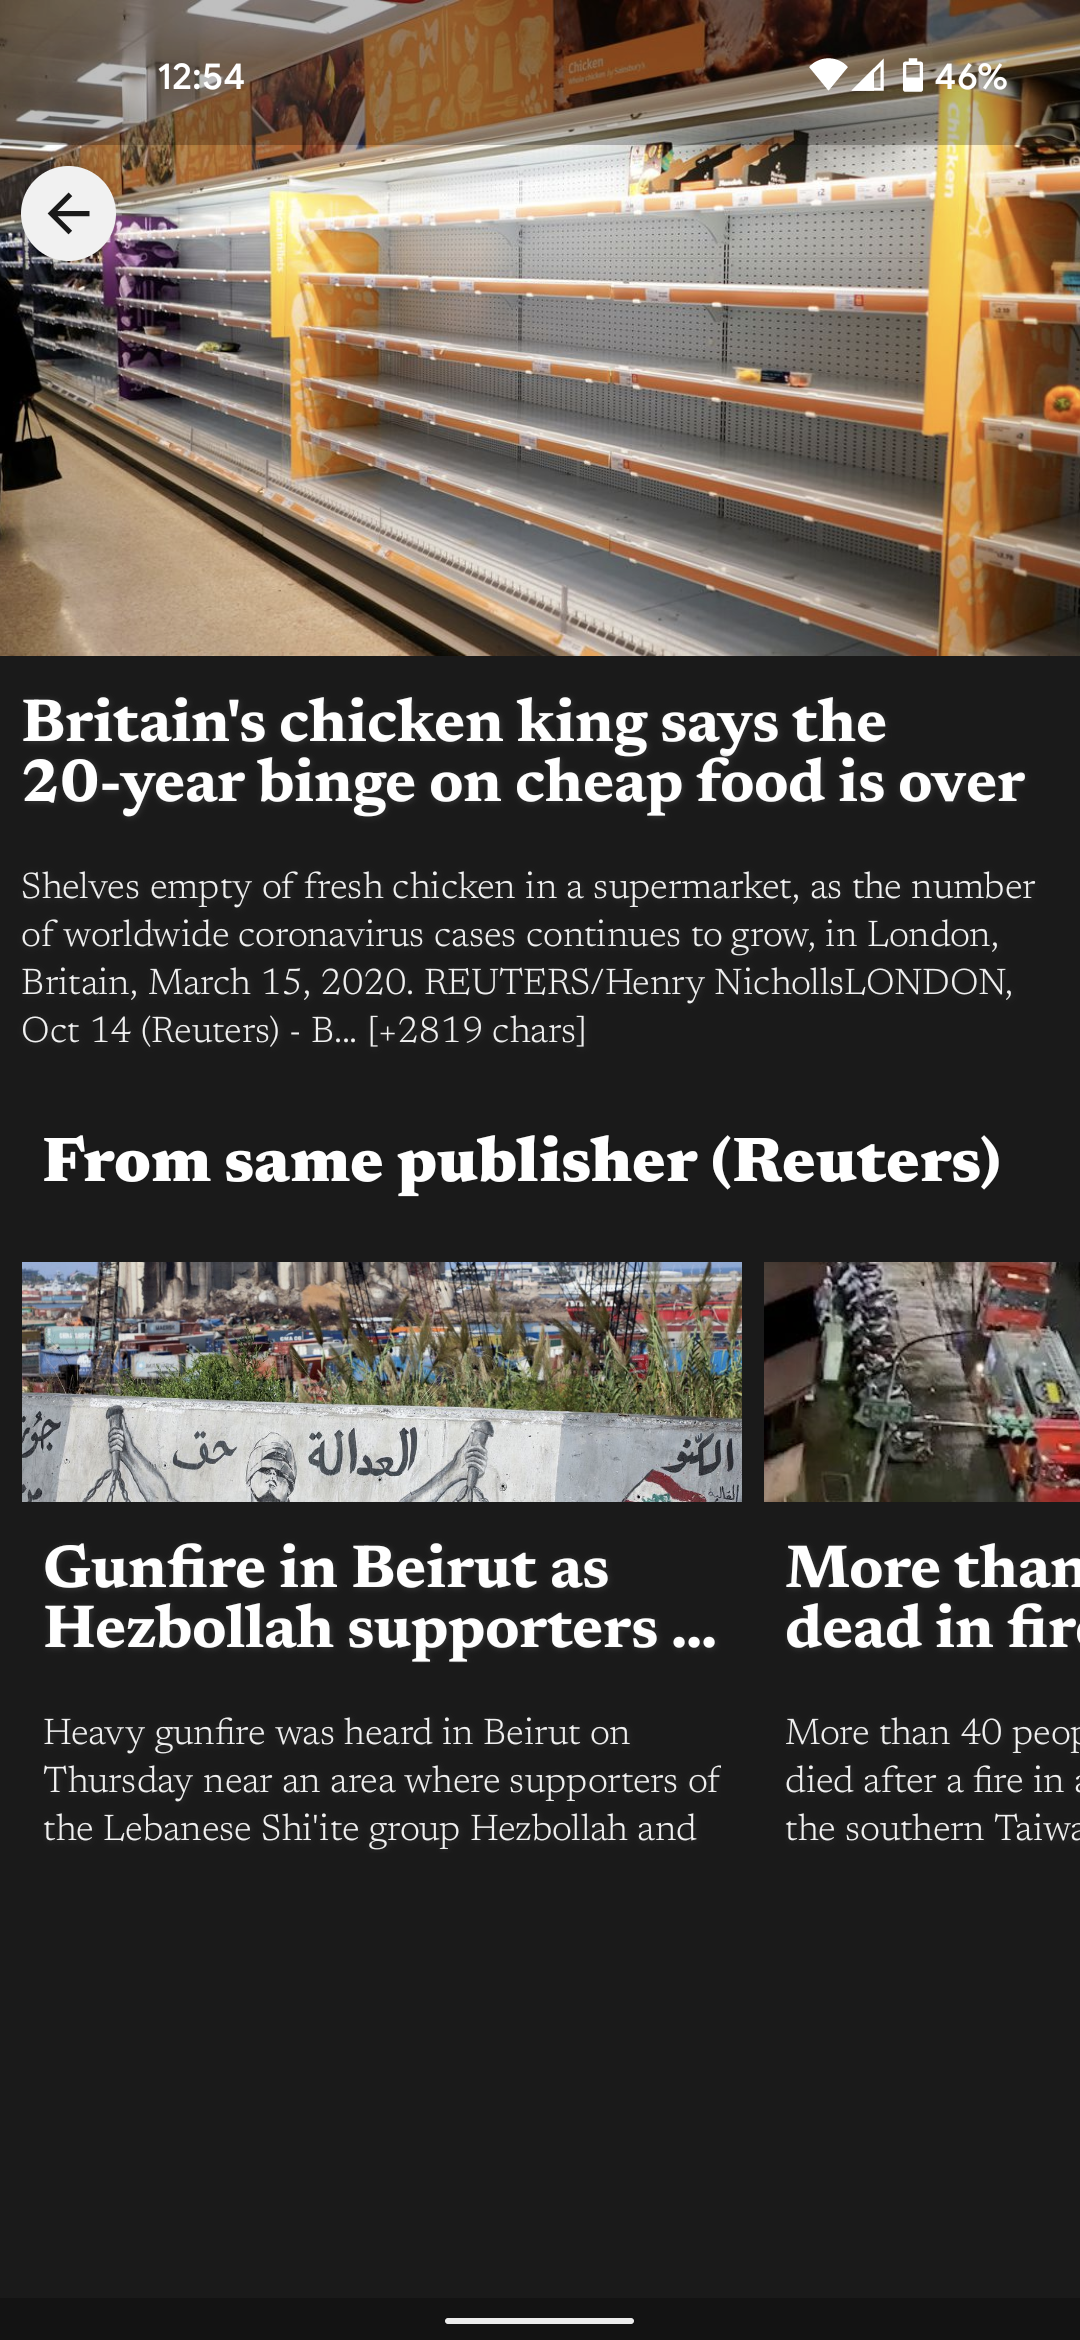 12:54
46%
Chicken
Chicken
Britain's chicken king says the
20-year binge on cheap food is over
Shelves empty of fresh chicken in a supermarket, as the number
of worldwide coronavirus cases continues to grow, in London,
Britain, March 15, 2020. REUTERS/Henry NichollsLONDON,
Oct 14 (Reuters) - B... [+2819 chars]
From same publisher (Reuters)
حق
العدالة
Gunfire in Beirut as
Hezbollah supporters ...
Heavy gunfire was heard in Beirut on
Thursday near an area where supporters of
the Lebanese Shi'ite group Hezbollah and
More than
dead in fir
More than 40 peop
died after a fire in a
the southern Taiwa